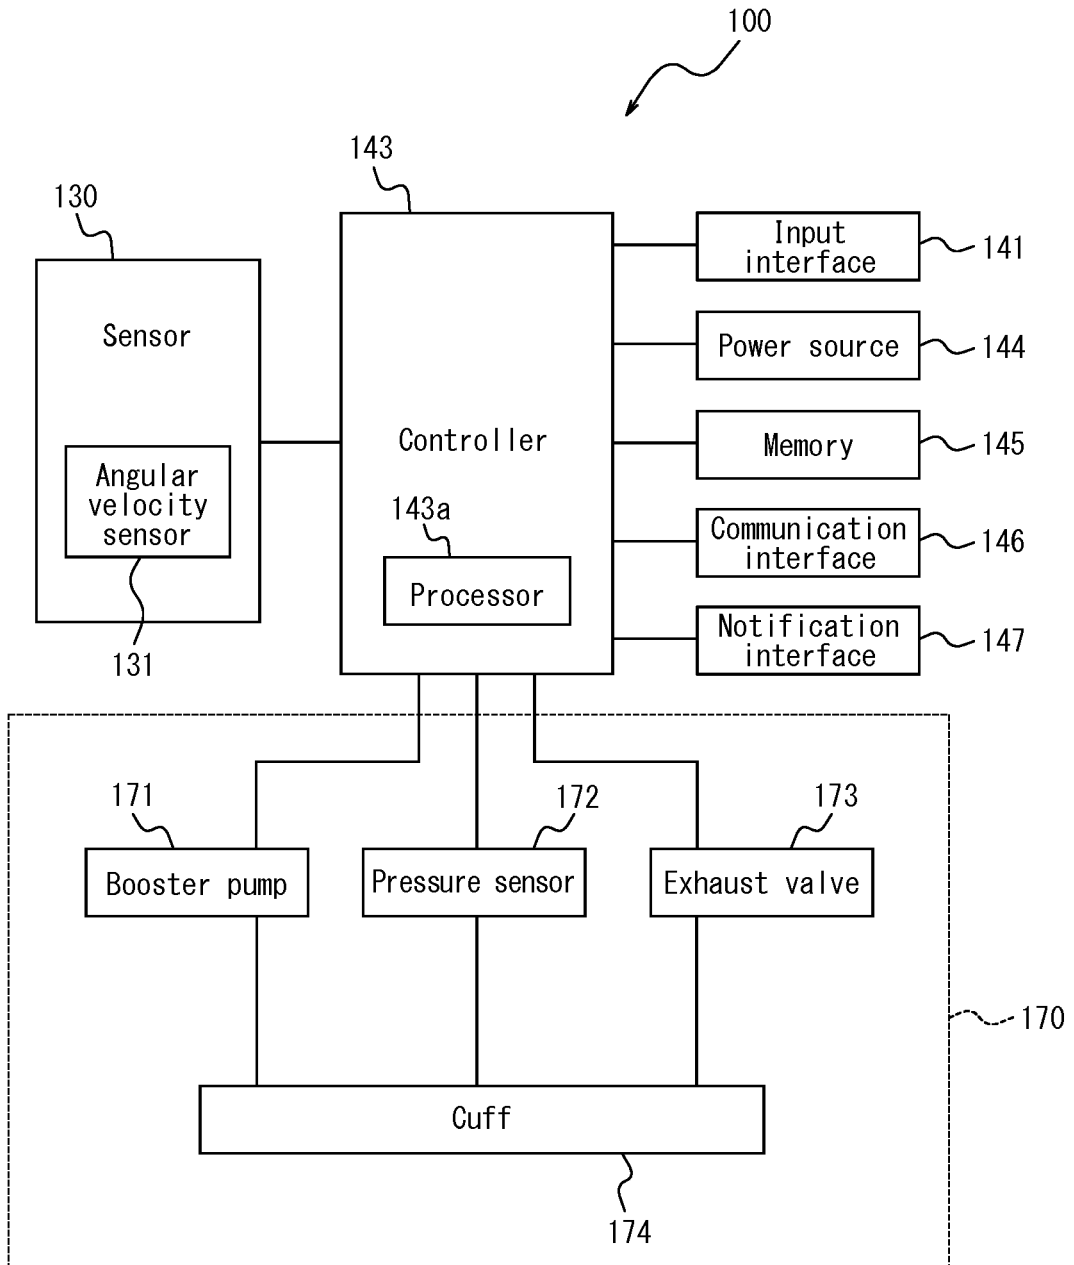 100
143
130
Input
interface
141
Sensor
Power source
144
Controller
Memory
145
Angular
velocity
sensor
143a
Communication
interface
146
Processor
Notification
interface
147
131
171
172
173
Booster pump
Pressure sensor
Exhaust valve
170
Cuff
174